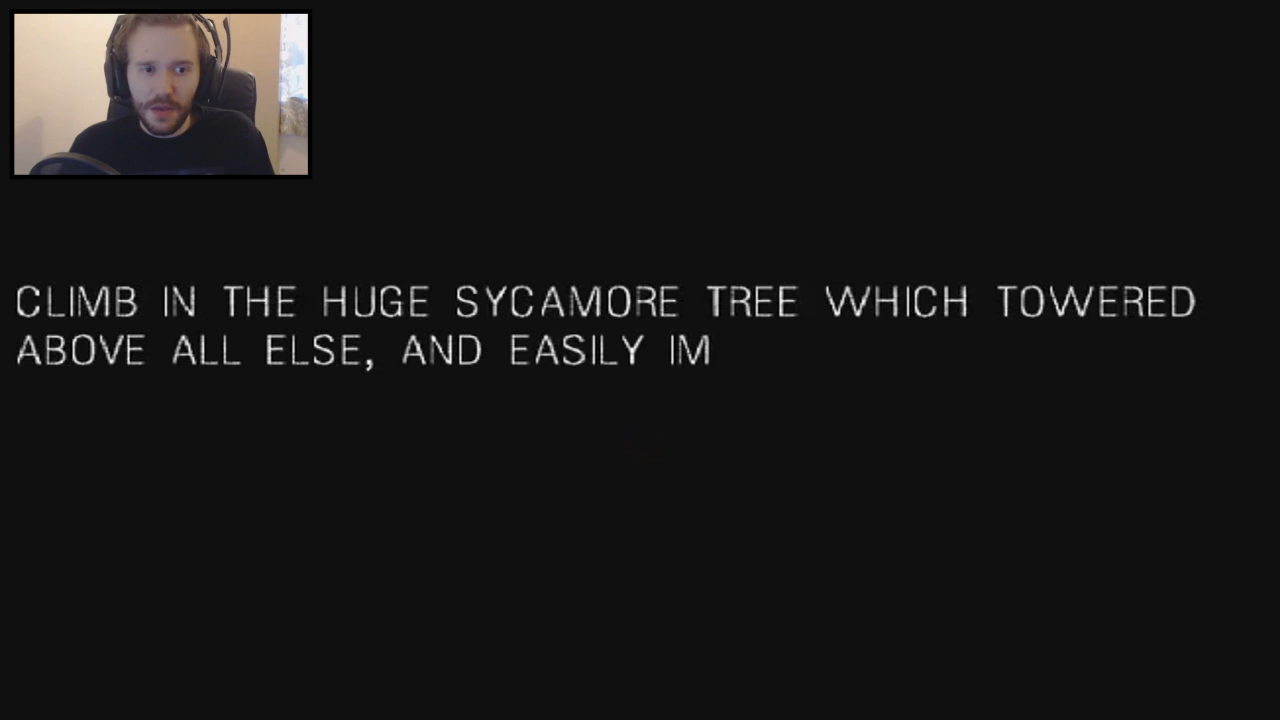 CLIMB IN THE HUGE SYCAMORE TREE WHICH TOWERED
ABOVE ALL ELSE, AND EASILY IM